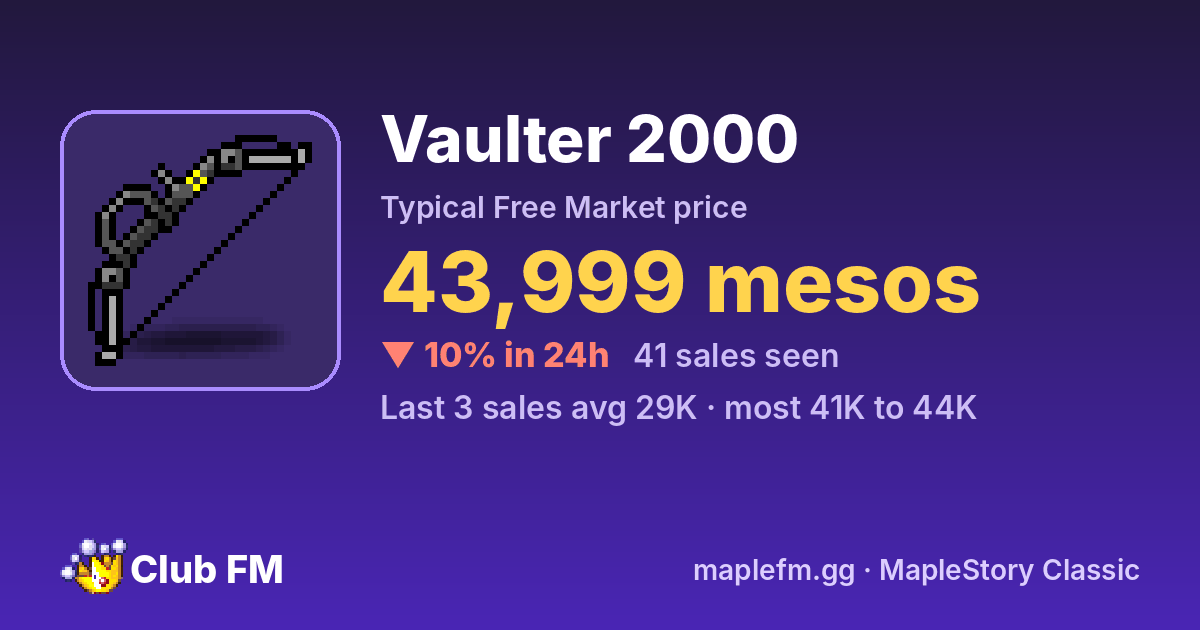 Vaulter 2000
Typical Free Market price
43,999 mesos
▼ 10% in 24h 41 sales seen
Last 3 sales avg 29K · most 41K to 44K
Club FM
maplefm.gg · MapleStory Classic